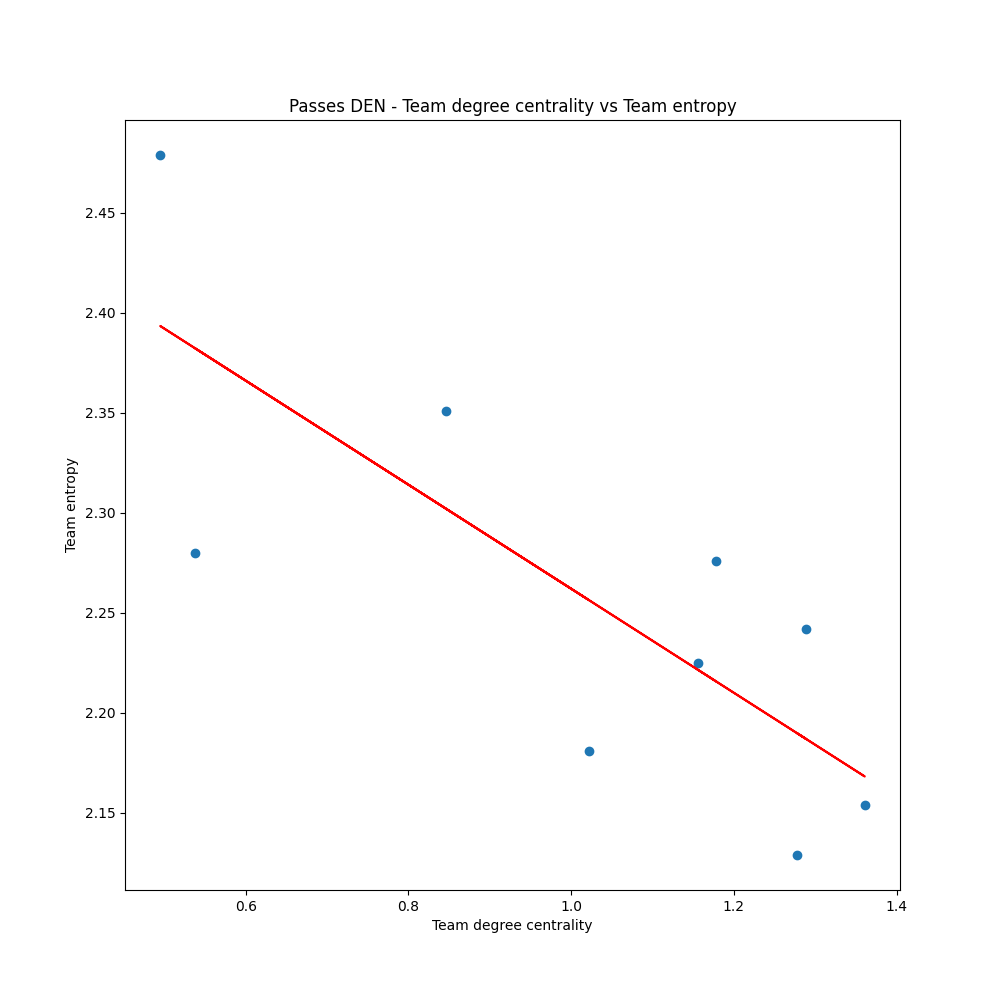 Passes DEN - Team degree centrality vs Team entropy
2.45
2.40
2.35
2.30
2.25
2.20
2.15
Team entropy
0.6 0.8 1.0 1.2 1.4
Team degree centrality